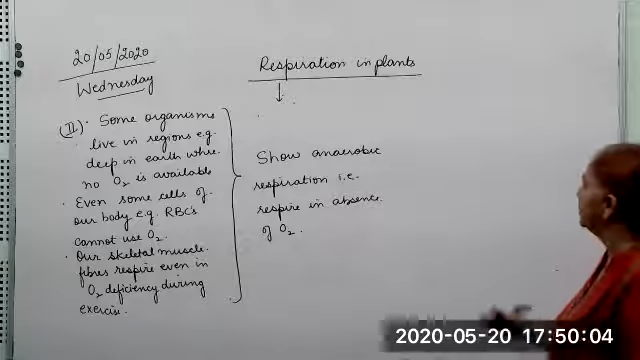 20/05/2020
Wednesday
Respiration in plants
(II) · Some organisms
live in regions e.g.
deep in earth where
no O2 is available
· Even some cells of
our body e.g. RBC's
cannot use O2.
· Our skeletal muscle
fibres respire even in
O2 deficiency during
exercise.
Show anaerobic
respiration i.e.
respire in absence
of O2.
2020-05-20 17:50:04